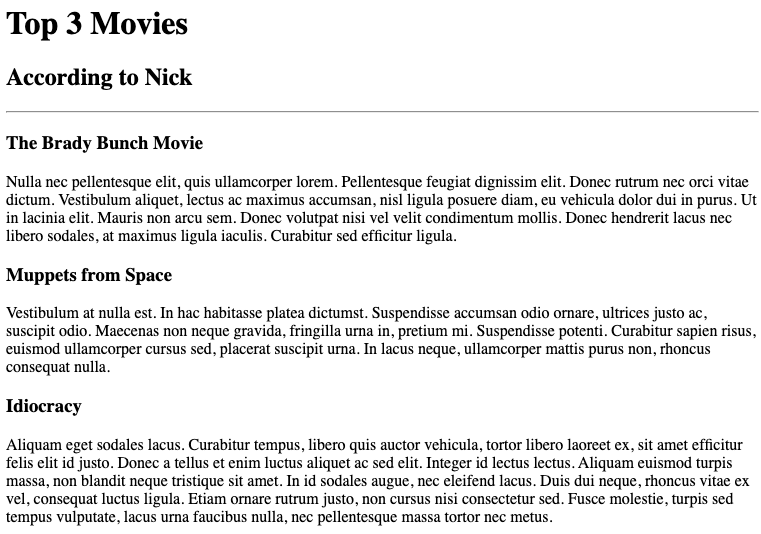 Top 3 Movies
According to Nick
The Brady Bunch Movie
Nulla nec pellentesque elit, quis ullamcorper lorem. Pellentesque feugiat dignissim elit. Donec rutrum nec orci vitae
dictum. Vestibulum aliquet, lectus ac maximus accumsan, nisl ligula posuere diam, eu vehicula dolor dui in purus. Ut
in lacinia elit. Mauris non arcu sem. Donec volutpat nisi vel velit condimentum mollis. Donec hendrerit lacus nec
libero sodales, at maximus ligula iaculis. Curabitur sed efficitur ligula.
Muppets from Space
Vestibulum at nulla est. In hac habitasse platea dictumst. Suspendisse accumsan odio ornare, ultrices justo ac,
suscipit odio. Maecenas non neque gravida, fringilla urna in, pretium mi. Suspendisse potenti. Curabitur sapien risus,
euismod ullamcorper cursus sed, placerat suscipit urna. In lacus neque, ullamcorper mattis purus non, rhoncus
consequat nulla.
Idiocracy
Aliquam eget sodales lacus. Curabitur tempus, libero quis auctor vehicula, tortor libero laoreet ex, sit amet efficitur
felis elit id justo. Donec a tellus et enim luctus aliquet ac sed elit. Integer id lectus lectus. Aliquam euismod turpis
massa, non blandit neque tristique sit amet. In id sodales augue, nec eleifend lacus. Duis dui neque, rhoncus vitae ex
vel, consequat luctus ligula. Etiam ornare rutrum justo, non cursus nisi consectetur sed. Fusce molestie, turpis sed
tempus vulputate, lacus urna faucibus nulla, nec pellentesque massa tortor nec metus.